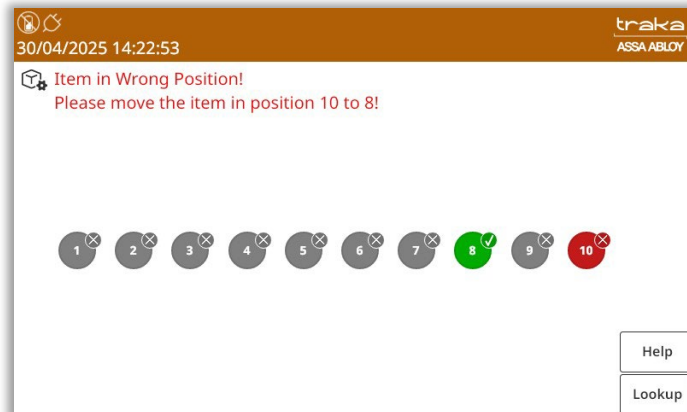 traka
30/04/2025 14:22:53
ASSA ABLOY
Item in Wrong Position!
Please move the item in position 10 to 8!
1 2 3 4 5 6 7 8 9 10
Help
Lookup